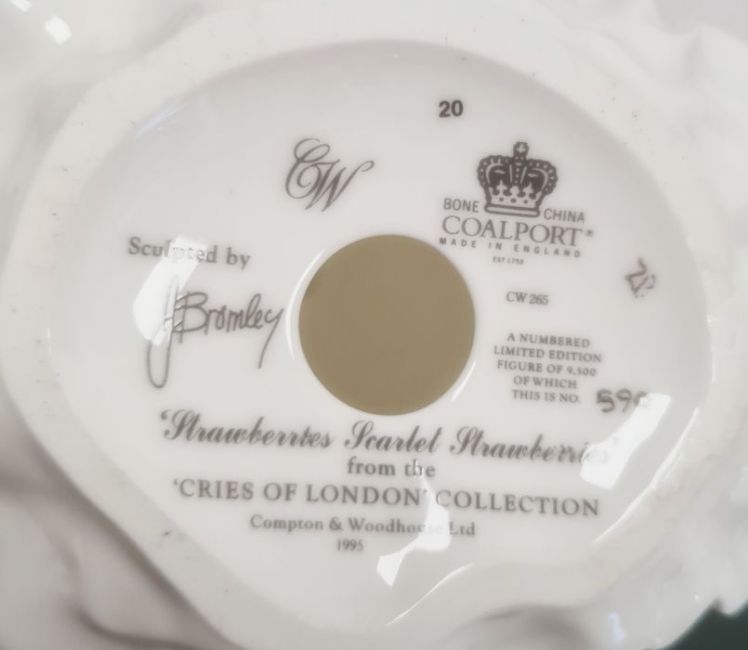 20
CW
BONE CHINA
COALPORT®
MADE IN ENGLAND
EST 1750
Sculpted by
J Bromley
CW 265
A NUMBERED
LIMITED EDITION
FIGURE OF 9,500
OF WHICH
THIS IS NO.
'Strawberries Scarlet Strawberries'
from the
'CRIES OF LONDON' COLLECTION
Compton & Woodhouse Ltd
1995